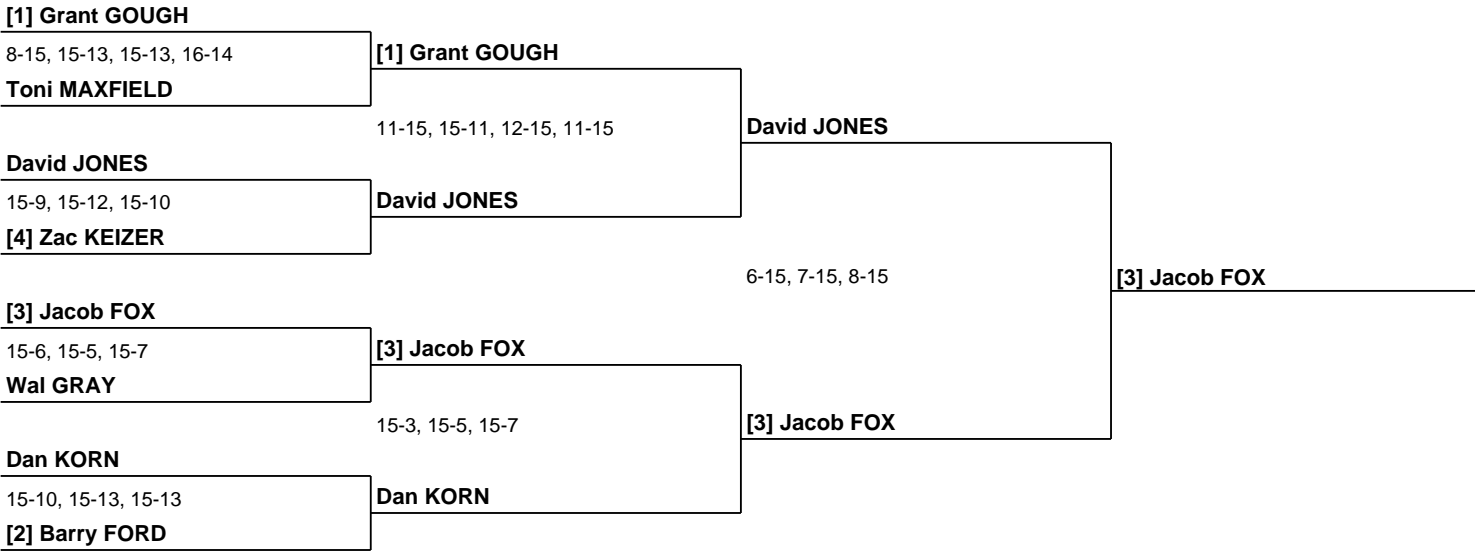 [1] Grant GOUGH
8-15, 15-13, 15-13, 16-14
[1] Grant GOUGH
Toni MAXFIELD
11-15, 15-11, 12-15, 11-15
David JONES
David JONES
15-9, 15-12, 15-10
David JONES
[4] Zac KEIZER
6-15, 7-15, 8-15
[3] Jacob FOX
[3] Jacob FOX
15-6, 15-5, 15-7
[3] Jacob FOX
Wal GRAY
15-3, 15-5, 15-7
[3] Jacob FOX
Dan KORN
15-10, 15-13, 15-13
Dan KORN
[2] Barry FORD